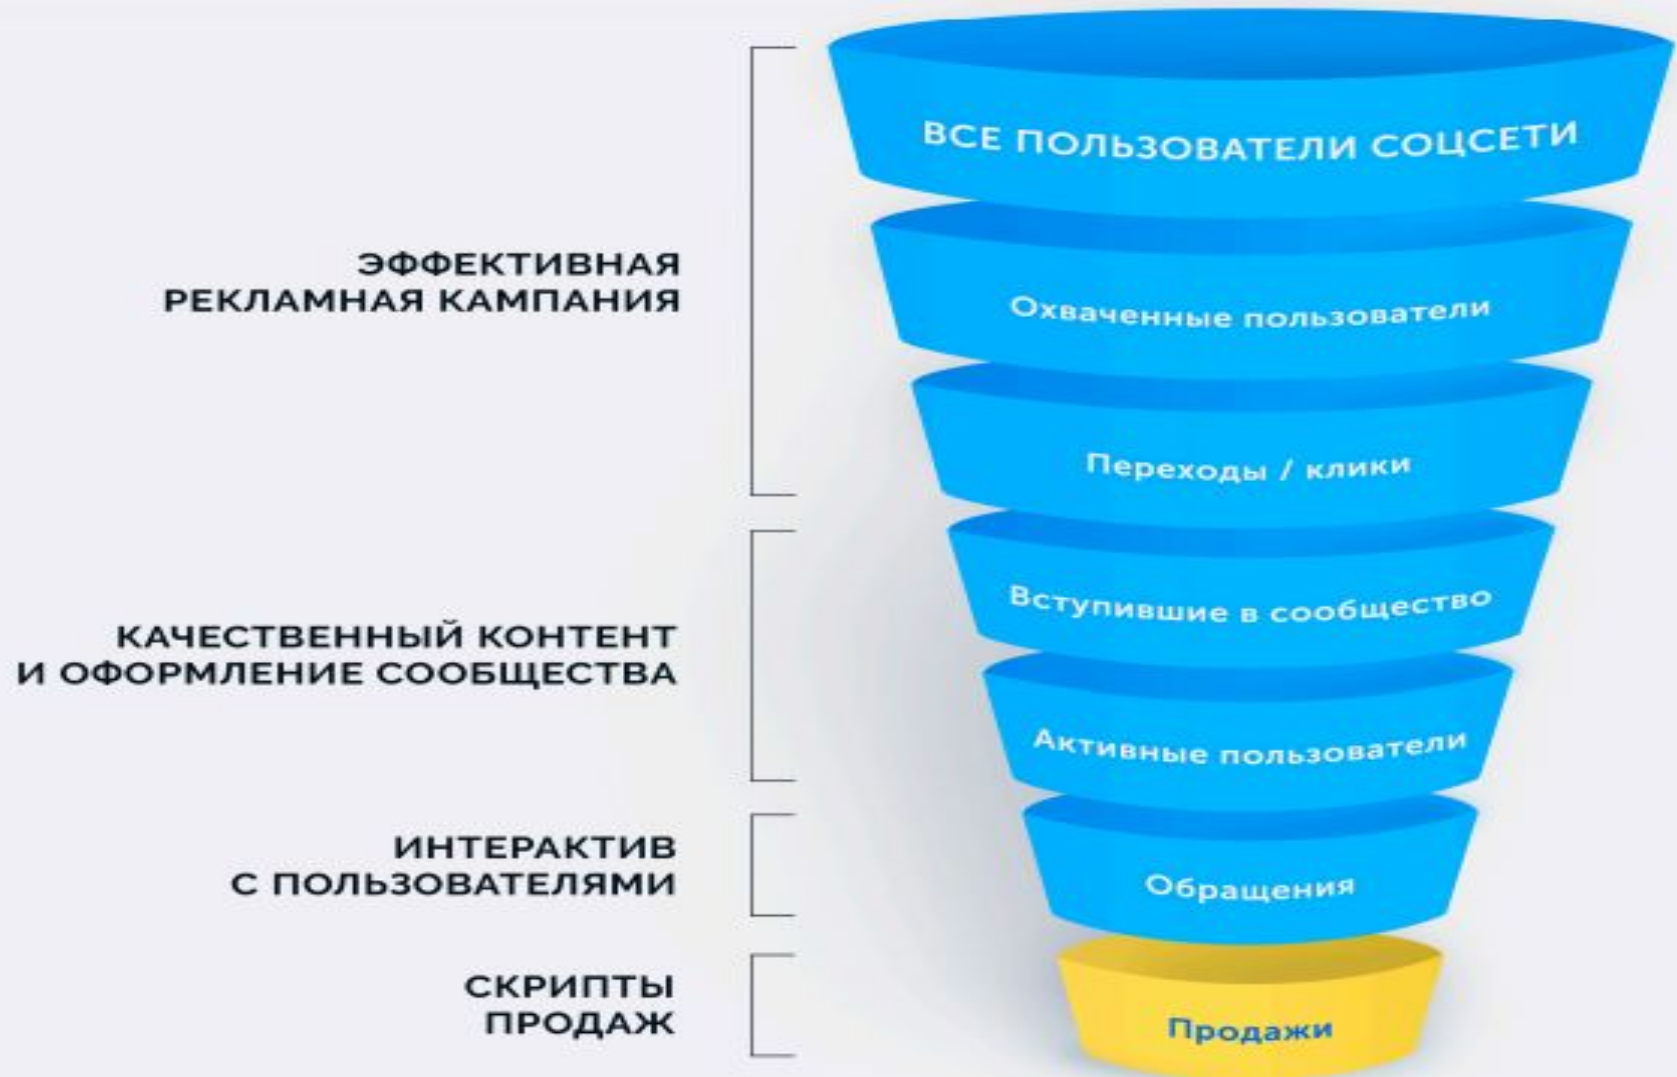 ВСЕ ПОЛЬЗОВАТЕЛИ СОЦСЕТИ
ЭФФЕКТИВНАЯ
РЕКЛАМНАЯ КАМПАНИЯ
Охваченные пользователи
Переходы / клики
КАЧЕСТВЕННЫЙ КОНТЕНТ
И ОФОРМЛЕНИЕ СООБЩЕСТВА
Вступившие в сообщество
Активные пользователи
ИНТЕРАКТИВ
С ПОЛЬЗОВАТЕЛЯМИ
Обращения
СКРИПТЫ
ПРОДАЖ
Продажи